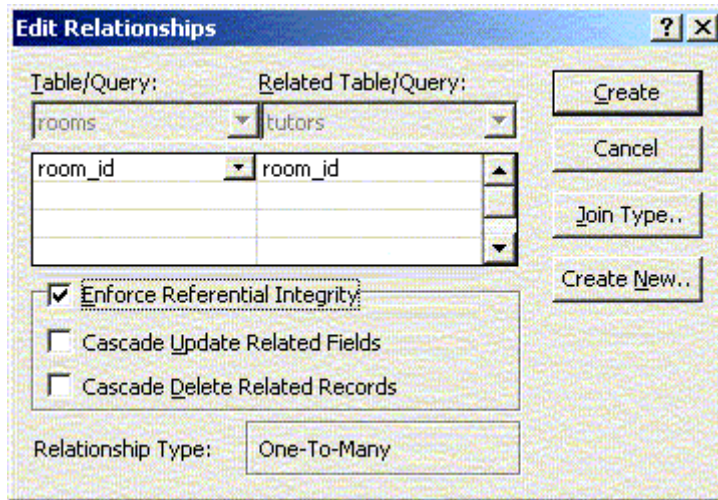 Edit Relationships
Table/Query: Related Table/Query:
rooms tutors
room_id room_id
Enforce Referential Integrity
Cascade Update Related Fields
Cascade Delete Related Records
Relationship Type: One-To-Many
Create
Cancel
Join Type..
Create New..